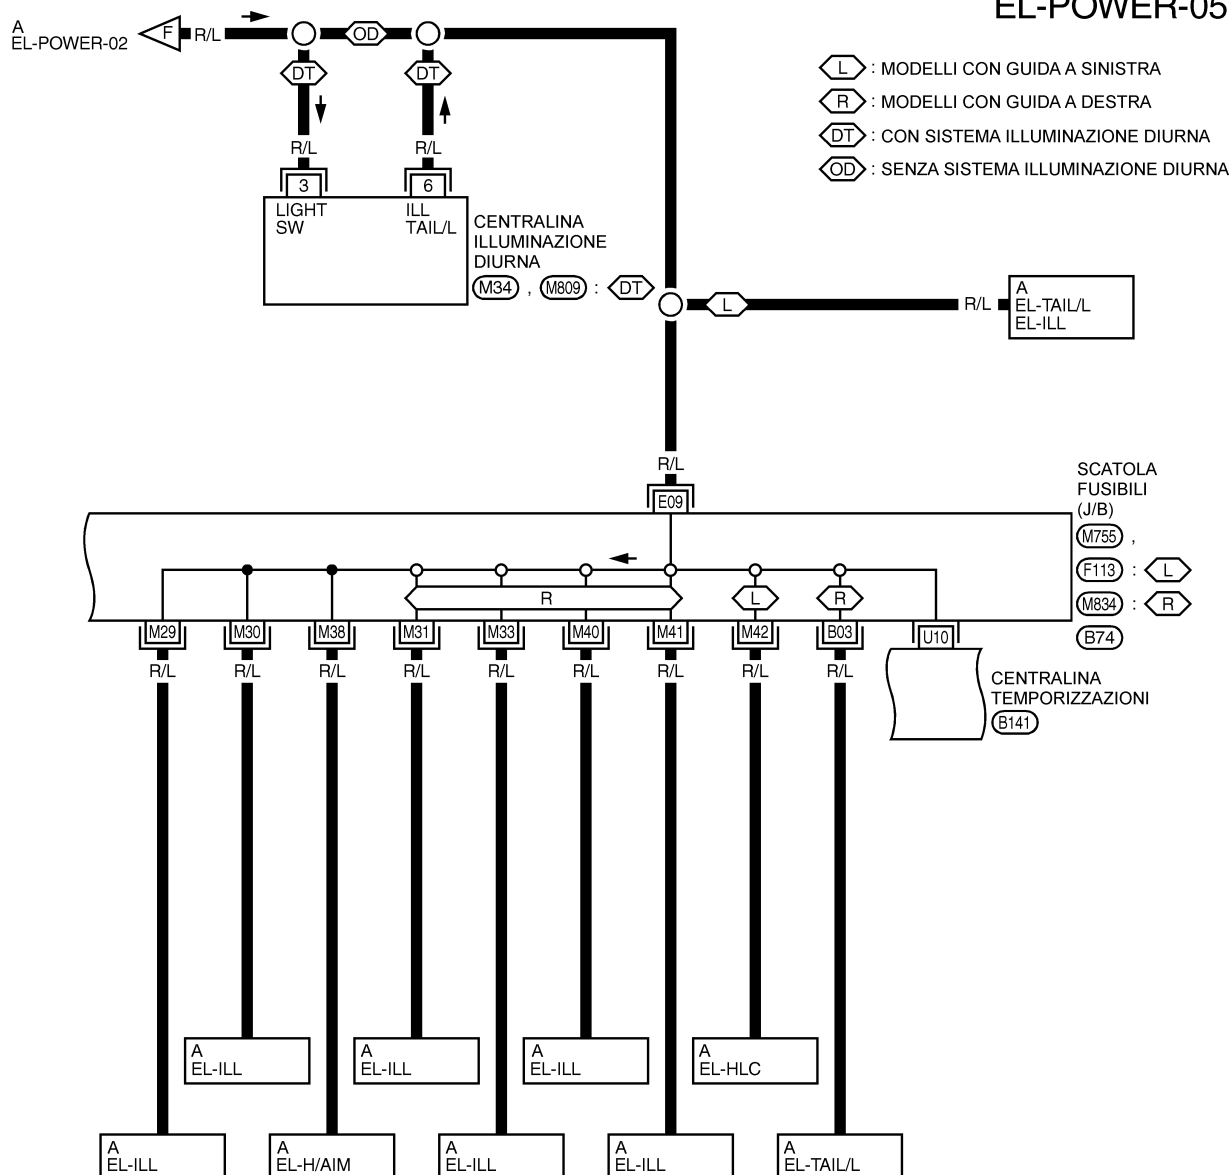 EL-POWER-05
A
EL-POWER-02
F
R/L
OD
DT
DT
L : MODELLI CON GUIDA A SINISTRA
R : MODELLI CON GUIDA A DESTRA
DT : CON SISTEMA ILLUMINAZIONE DIURNA
OD : SENZA SISTEMA ILLUMINAZIONE DIURNA
R/L
R/L
3
6
LIGHT
SW
ILL
TAIL/L
CENTRALINA
ILLUMINAZIONE
DIURNA
M34 , M809 : DT
L
R/L
A
EL-TAIL/L
EL-ILL
R/L
E09
SCATOLA
FUSIBILI
(J/B)
M755 ,
F113 : L
M834 : R
B74
R
L
R
M29
M30
M38
M31
M33
M40
M41
M42
B03
U10
R/L
R/L
R/L
R/L
R/L
R/L
R/L
R/L
R/L
CENTRALINA
TEMPORIZZAZIONI
B141
A
EL-ILL
A
EL-ILL
A
EL-ILL
A
EL-HLC
A
EL-ILL
A
EL-H/AIM
A
EL-ILL
A
EL-ILL
A
EL-TAIL/L